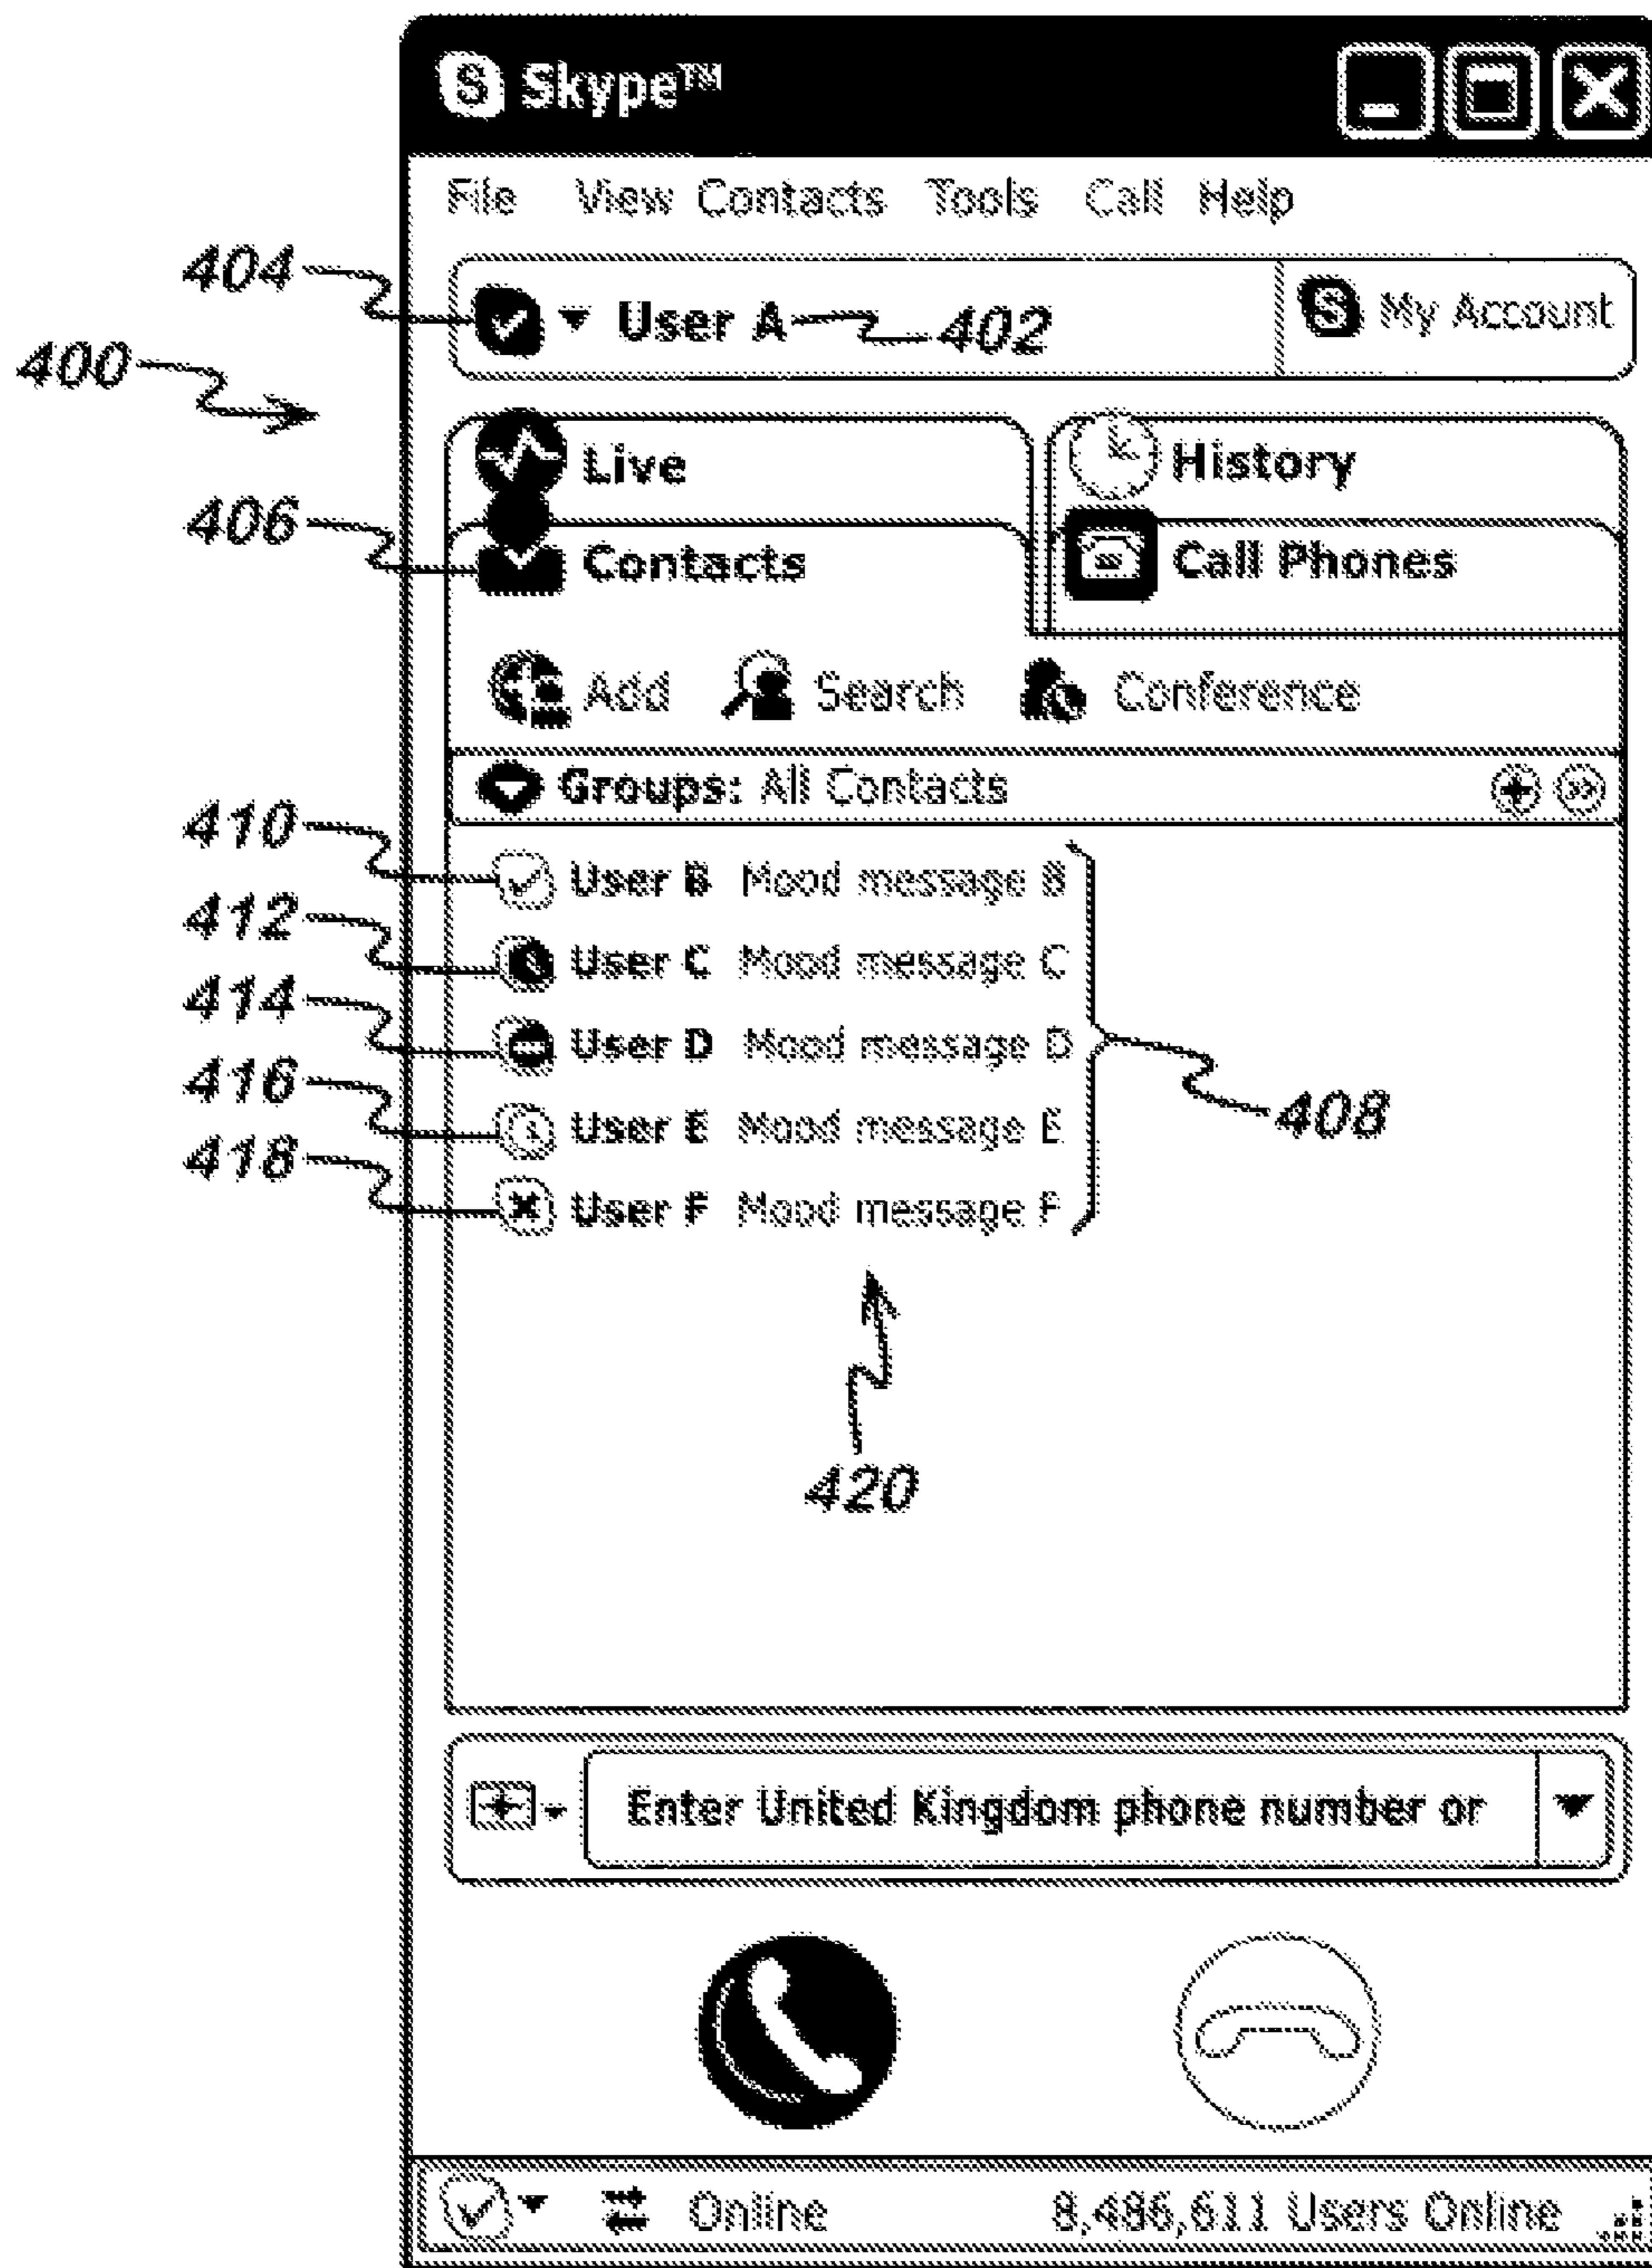 Skype™
File View Contacts Tools Call Help
404
User A 402 My Account
400
Live History
406
Contacts Call Phones
Add Search Conference
Groups: All Contacts
410
User B Mood message B
412
User C Mood message C
414
User D Mood message D
416
User E Mood message E
408
418
User F Mood message F
420
Enter United Kingdom phone number or
Online 8,486,611 Users Online